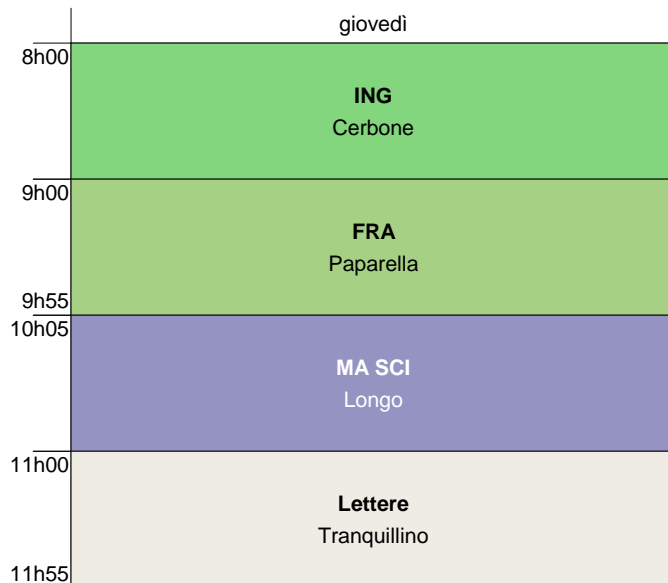 giovedì
8h00
ING
Cerbone
9h00
FRA
Paparella
9h55
10h05
MA SCI
Longo
11h00
Lettere
Tranquillino
11h55